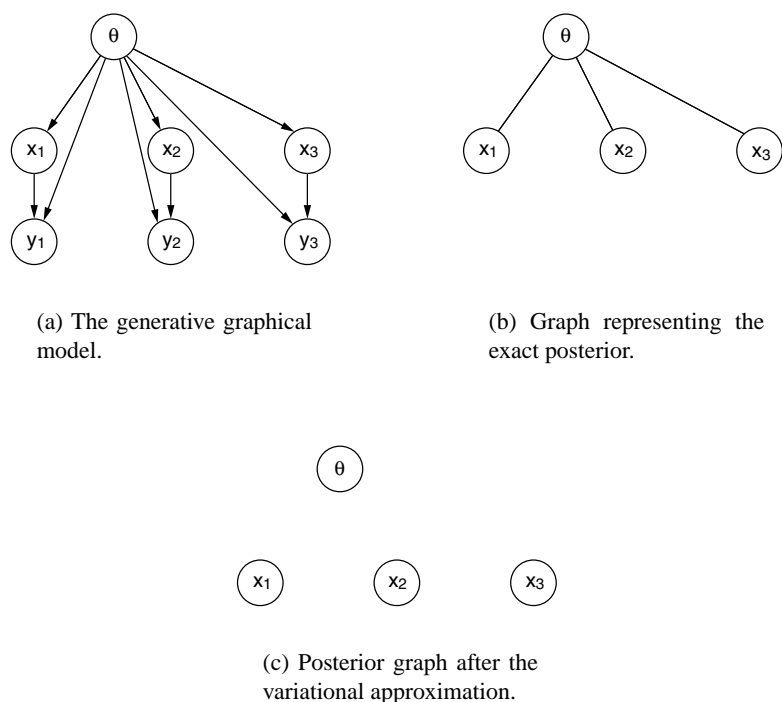 θ
x1 x2 x3
y1 y2 y3
(a) The generative graphical
model.
θ
x1 x2 x3
(b) Graph representing the
exact posterior.
θ
x1 x2 x3
(c) Posterior graph after the
variational approximation.